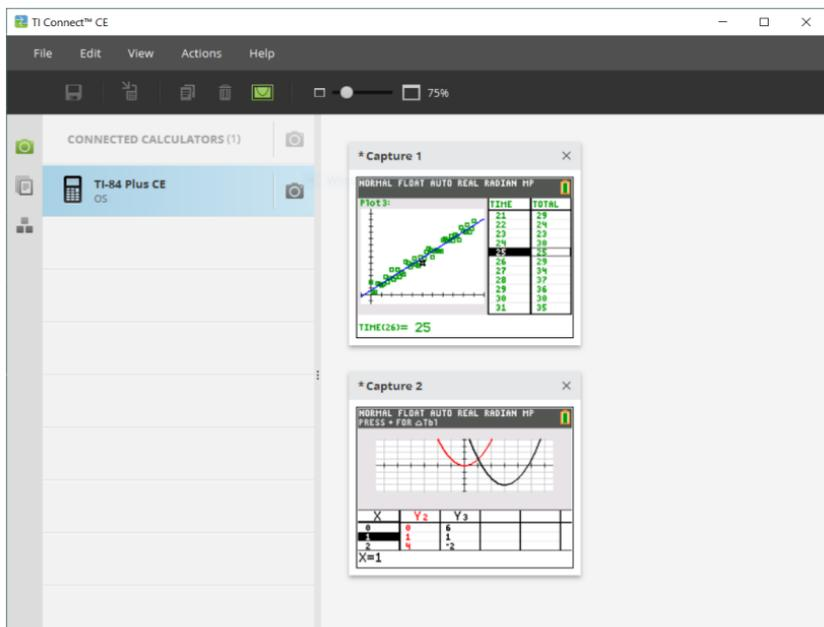 TI Connect™ CE
File Edit View Actions Help
75%
CONNECTED CALCULATORS (1)
TI-84 Plus CE
OS
*Capture 1
NORMAL FLOAT AUTO REAL RADIAN MP
Plot3:
TIME TOTAL
21 29
22 24
23 23
24 30
25 25
26 29
27 34
28 37
29 36
30 30
31 35
TIME(26)= 25
*Capture 2
NORMAL FLOAT AUTO REAL RADIAN MP
PRESS + FOR △Tbl
X Y2 Y3
0 0 6
1 1 1
2 4 -2
X=1